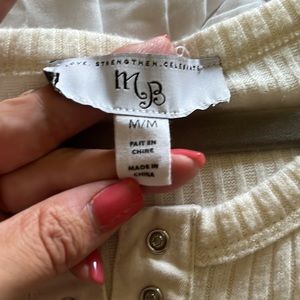 LOVE. STRENGTHEN. CELEBRATE
MB
M/M
FAIT EN
CHINE
MADE IN
CHINA